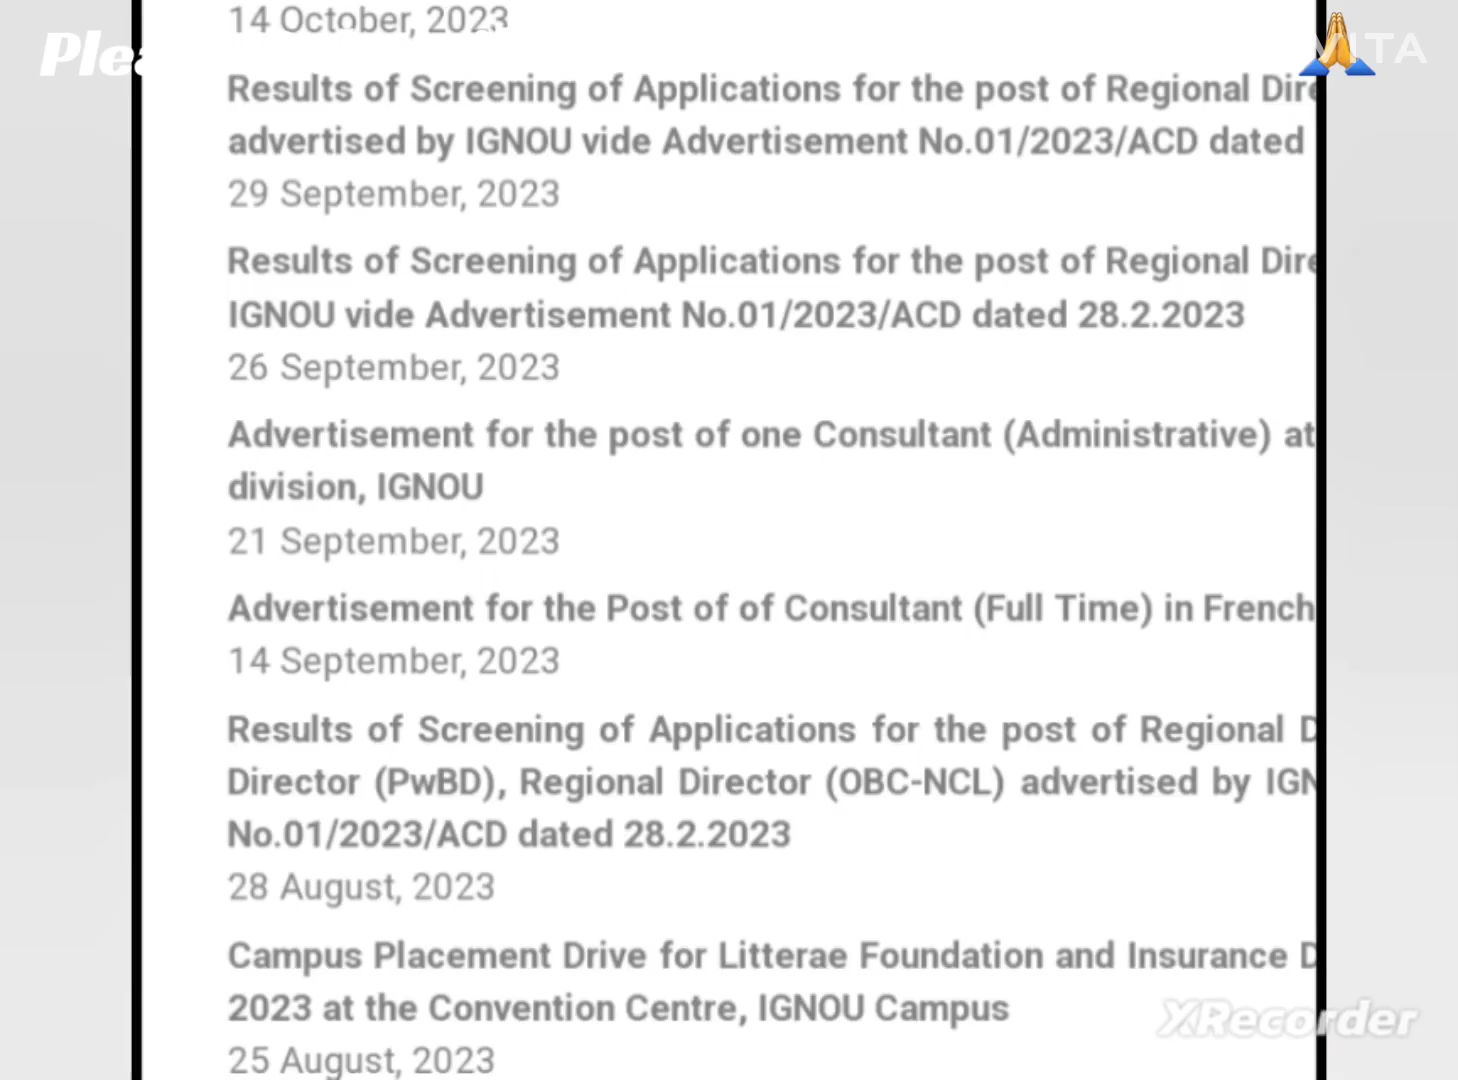 14 October, 2023
Results of Screening of Applications for the post of Regional
advertised by IGNOU vide Advertisement No.01/2023/ACD dated
29 September, 2023
Results of Screening of Applications for the post of Regional
IGNOU vide Advertisement No.01/2023/ACD dated 28.2.2023
26 September, 2023
Advertisement for the post of one Consultant (Administrative) at
division, IGNOU
21 September, 2023
Advertisement for the Post of of Consultant (Full Time) in French
14 September, 2023
Results of Screening of Applications for the post of Regional
Director (PwBD), Regional Director (OBC-NCL) advertised by
No.01/2023/ACD dated 28.2.2023
28 August, 2023
Campus Placement Drive for Litterae Foundation and Insurance
2023 at the Convention Centre, IGNOU Campus
25 August, 2023
VITA
XRecorder